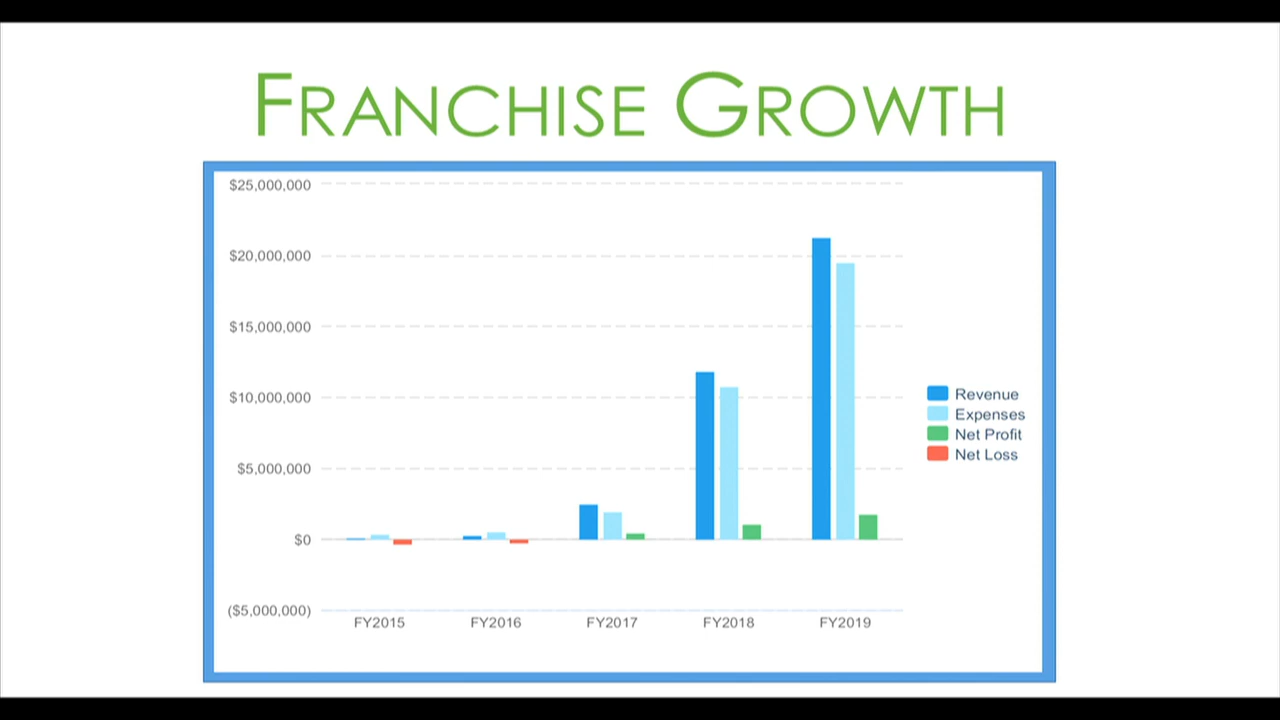 FRANCHISE GROWTH
$25,000,000
$20,000,000
$15,000,000
$10,000,000
$5,000,000
$0
($5,000,000)
FY2015 FY2016 FY2017 FY2018 FY2019
Revenue
Expenses
Net Profit
Net Loss